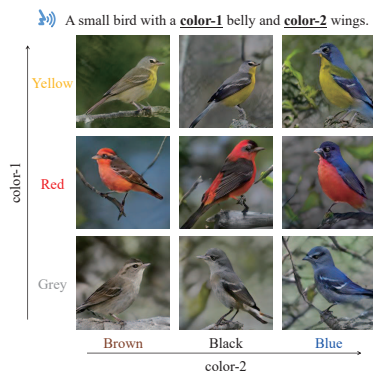 A small bird with a color-1 belly and color-2 wings.
Yellow
Red
Grey
color-1
Brown Black Blue
color-2